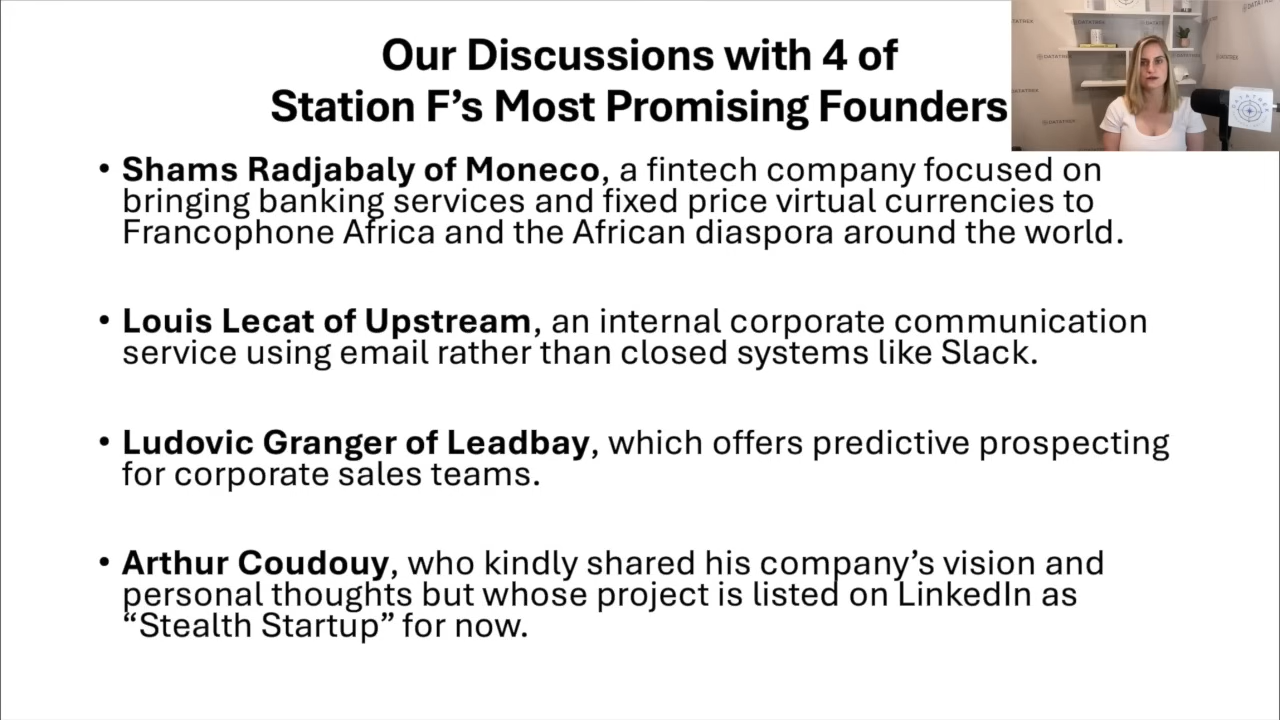 Our Discussions with 4 of
Station F’s Most Promising Founders
• Shams Radjabaly of Moneco, a fintech company focused on
bringing banking services and fixed price virtual currencies to
Francophone Africa and the African diaspora around the world.
• Louis Lecat of Upstream, an internal corporate communication
service using email rather than closed systems like Slack.
• Ludovic Granger of Leadbay, which offers predictive prospecting
for corporate sales teams.
• Arthur Coudouy, who kindly shared his company’s vision and
personal thoughts but whose project is listed on LinkedIn as
“Stealth Startup” for now.
DATATREK
DATATREK
DATATREK